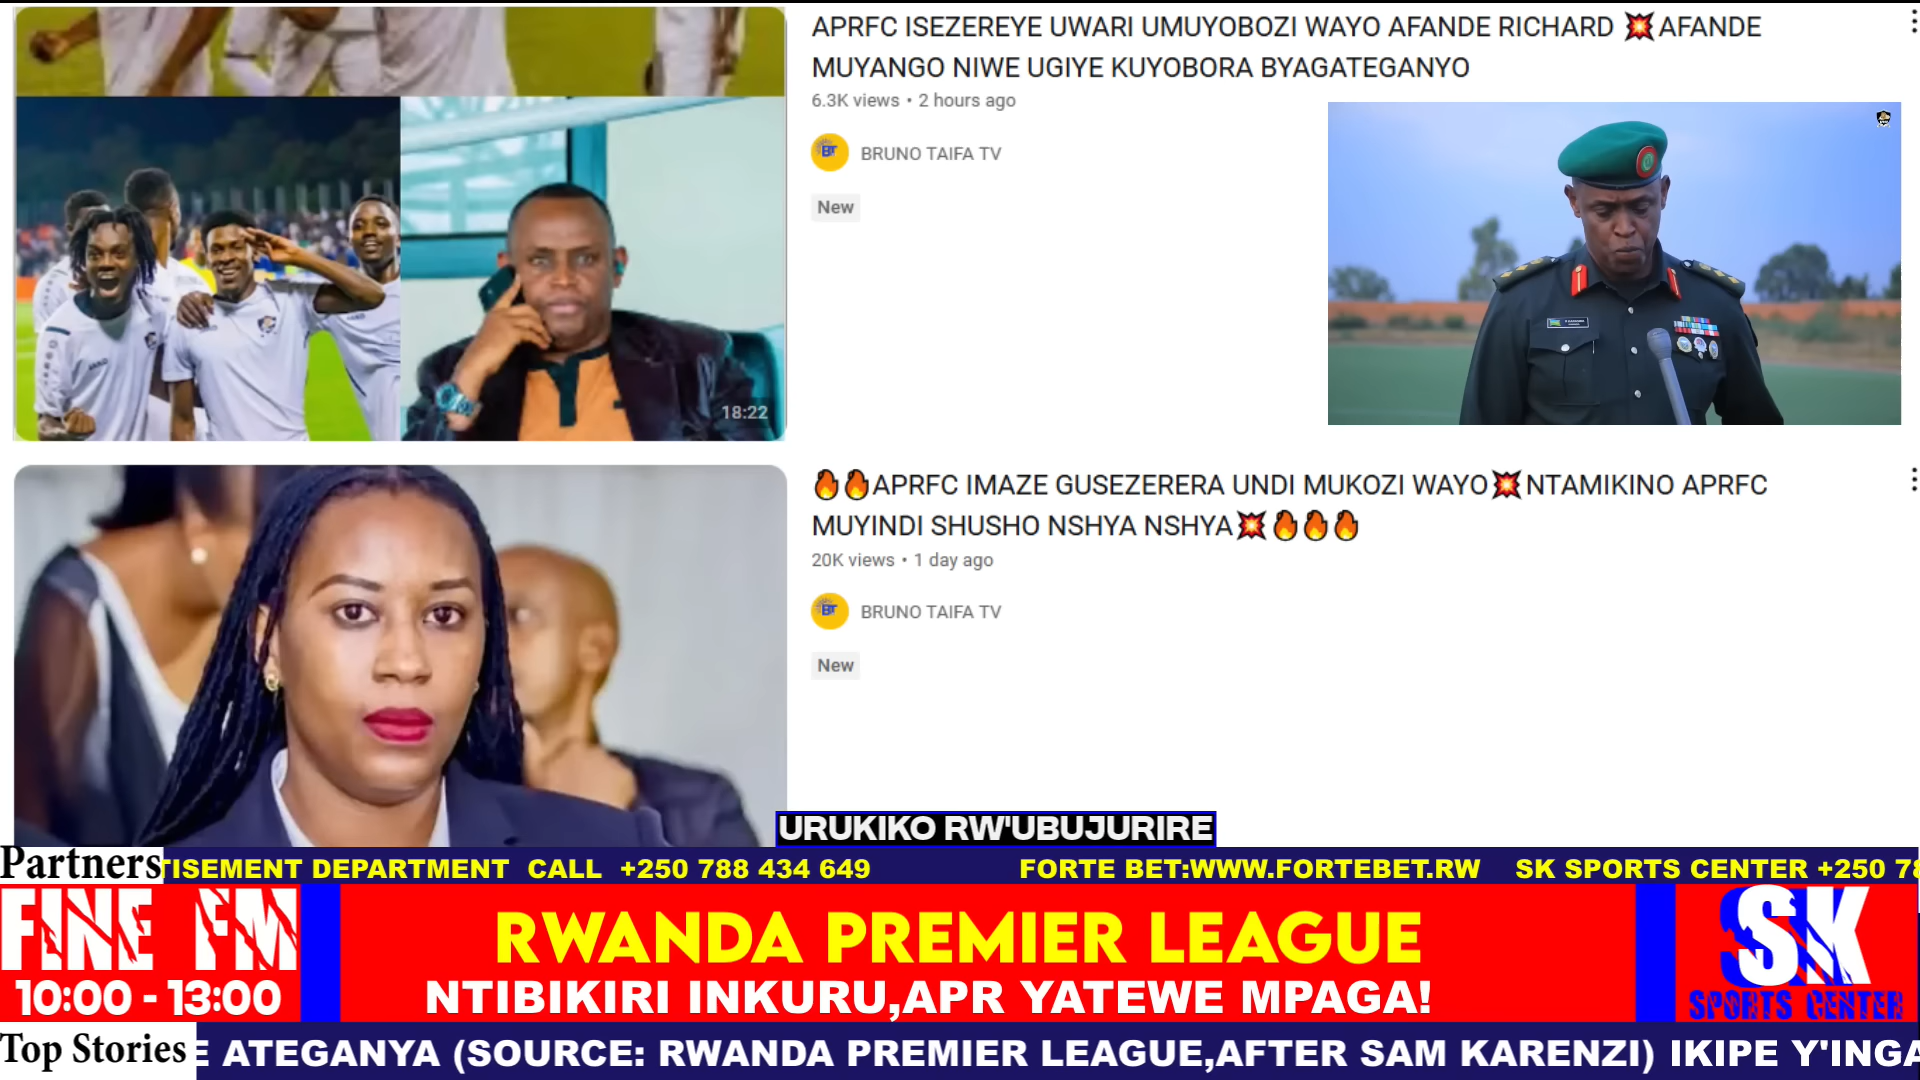 APRFC ISEZEREYE UWARI UMUYOBOZI WAYO AFANDE RICHARD 💥AFANDE
MUYANGO NIWE UGIYE KUYOBORA BYAGATEGANYO
6.3K views • 2 hours ago
BT BRUNO TAIFA TV
New
18:22
🔥🔥APRFC IMAZE GUSEZERERA UNDI MUKOZI WAYO💥NTAMIKINO APRFC
MUYINDI SHUSHO NSHYA NSHYA💥🔥🔥🔥
20K views • 1 day ago
BT BRUNO TAIFA TV
New
URUKIKO RW'UBUJURIRE
Partners
TISEMENT DEPARTMENT CALL +250 788 434 649 FORTE BET:WWW.FORTEBET.RW SK SPORTS CENTER +250 78
FINE FM
10:00 - 13:00
RWANDA PREMIER LEAGUE
NTIBIKIRI INKURU,APR YATEWE MPAGA!
SK
SPORTS CENTER
Top Stories
E ATEGANYA (SOURCE: RWANDA PREMIER LEAGUE,AFTER SAM KARENZI) IKIPE Y'INGA